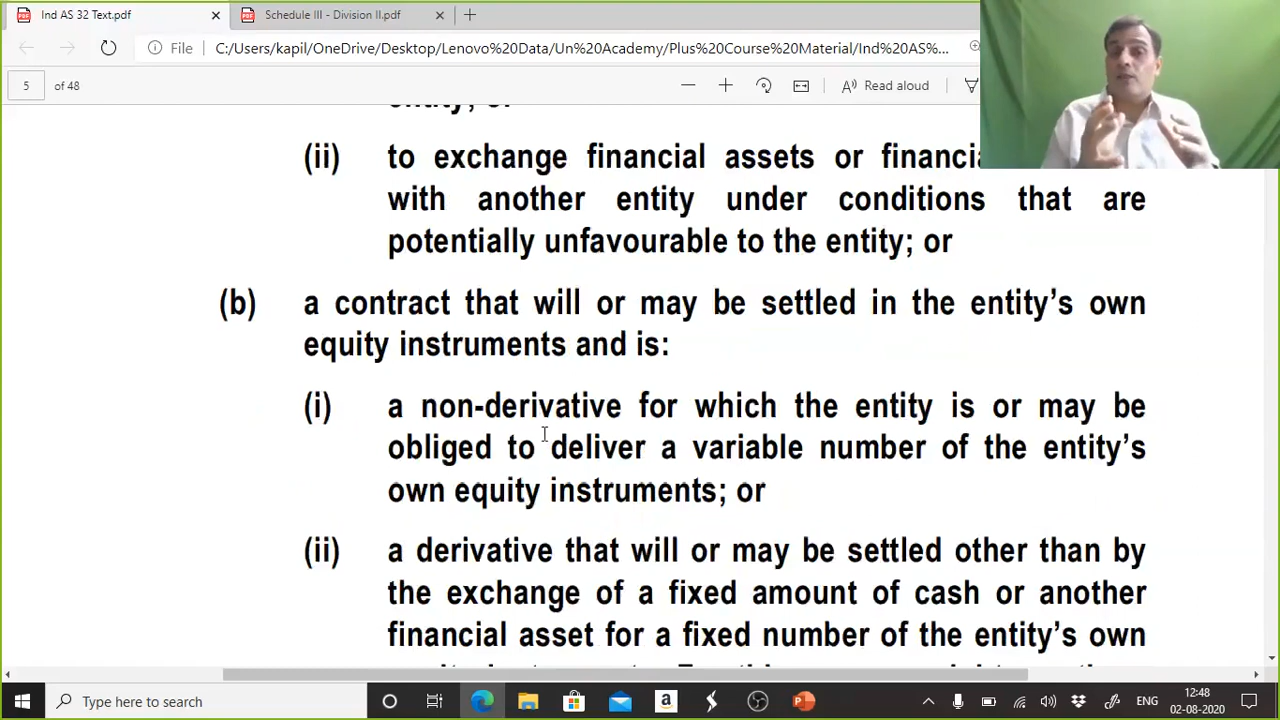 Ind AS 32 Text.pdf
Schedule III - Division II.pdf
File
C:/Users/kapil/OneDrive/Desktop/Lenovo%20Data/Un%20Academy/Plus%20Course%20Material/Ind%20AS%...
5 of 48
Read aloud
(ii) to exchange financial assets or
with another entity under conditions that are
potentially unfavourable to the entity; or
(b) a contract that will or may be settled in the entity's own
equity instruments and is:
(i) a non-derivative for which the entity is or may be
obliged to deliver a variable number of the entity's
own equity instruments; or
(ii) a derivative that will or may be settled other than by
the exchange of a fixed amount of cash or another
financial asset for a fixed number of the entity's own
Type here to search
ENG
12:48
02-08-2020